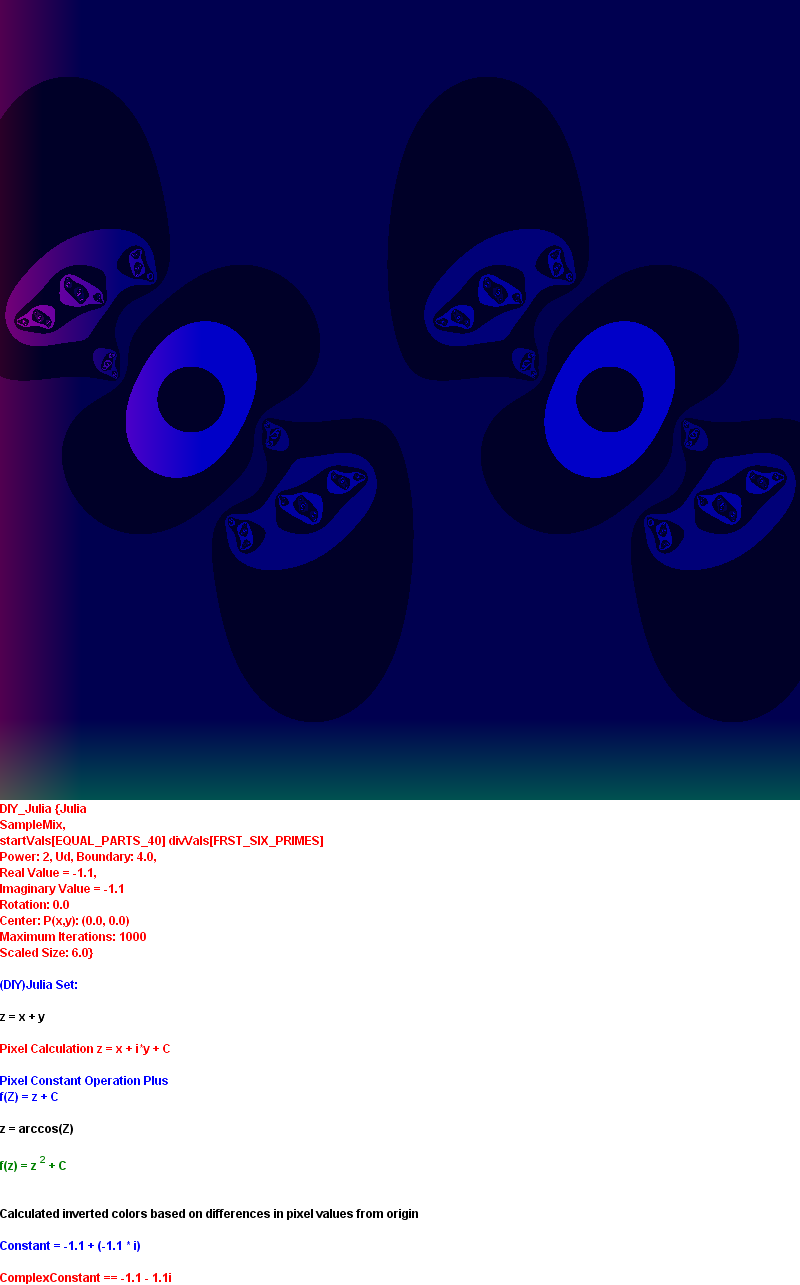 DIY_Julia {Julia
SampleMix,
startVals[EQUAL_PARTS_40] divVals[FRST_SIX_PRIMES]
Power: 2, Ud, Boundary: 4.0,
Real Value = -1.1,
Imaginary Value = -1.1
Rotation: 0.0
Center: P(x,y): (0.0, 0.0)
Maximum Iterations: 1000
Scaled Size: 6.0}
(DIY)Julia Set:
z = x + y
Pixel Calculation z = x + i*y + C
Pixel Constant Operation Plus
f(Z) = z + C
z = arccos(Z)
f(z) = z 2 + C
Calculated inverted colors based on differences in pixel values from origin
Constant = -1.1 + (-1.1 * i)
ComplexConstant == -1.1 - 1.1i